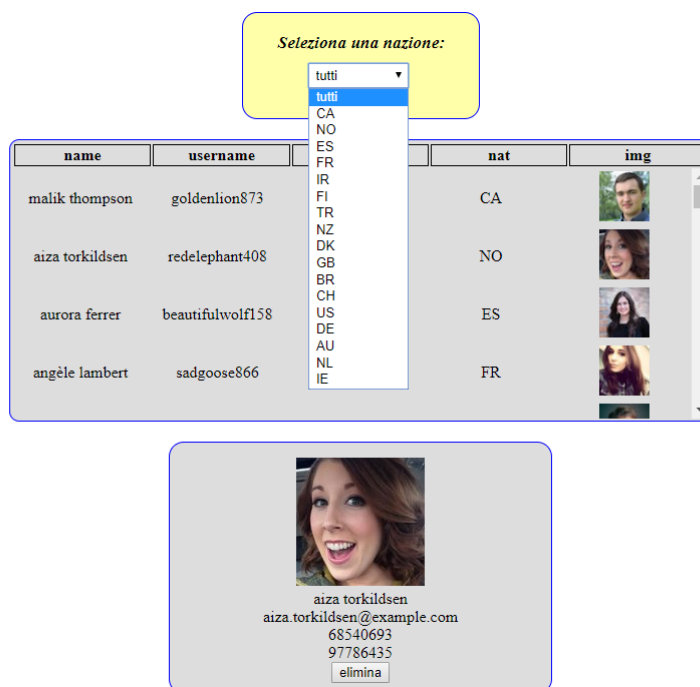 Seleziona una nazione:
tutti
tutti
CA
NO
ES
FR
IR
FI
TR
NZ
DK
GB
BR
CH
US
DE
AU
NL
IE
name username nat img
malik thompson goldenlion873 CA
aiza torkildsen redelephant408 NO
aurora ferrer beautifulwolf158 ES
angèle lambert sadgoose866 FR
aiza torkildsen
aiza.torkildsen@example.com
68540693
97786435
elimina